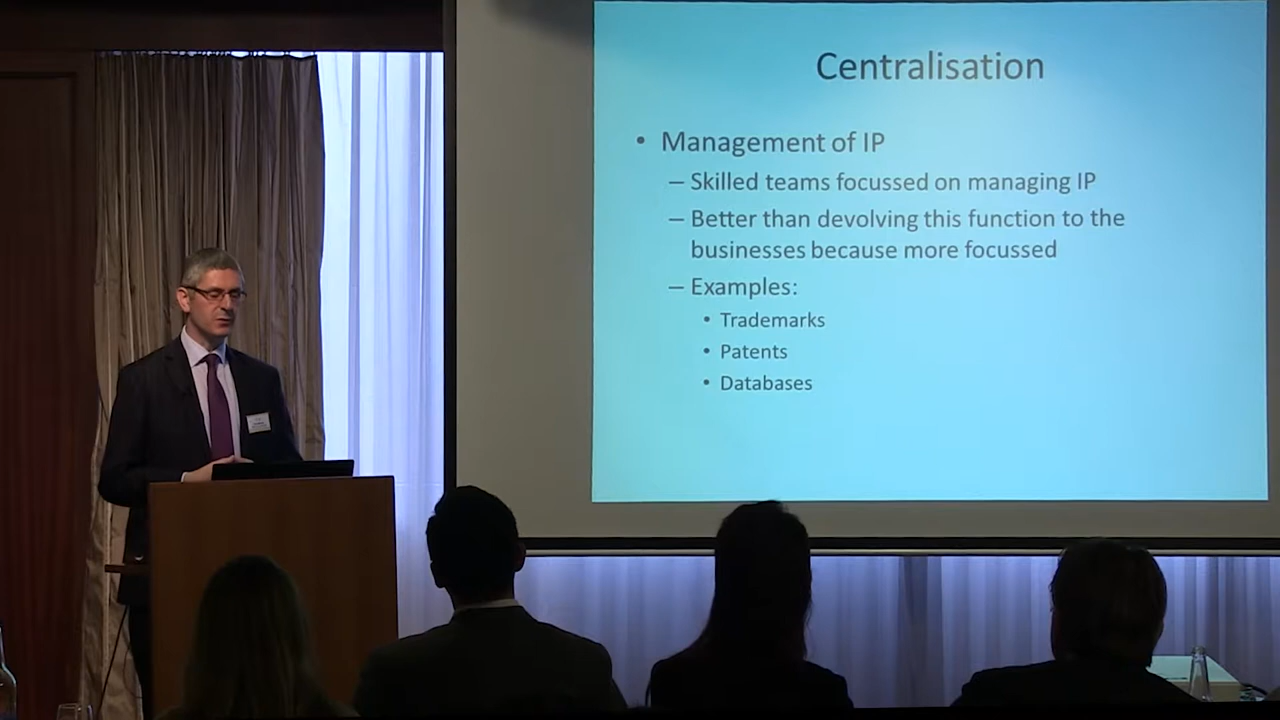 Centralisation
• Management of IP
– Skilled teams focussed on managing IP
– Better than devolving this function to the
businesses because more focussed
– Examples:
• Trademarks
• Patents
• Databases